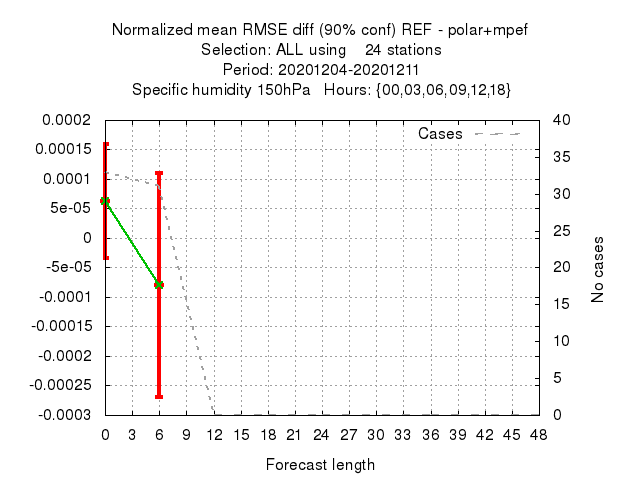 Normalized mean RMSE diff (90% conf) REF - polar+mpef
Selection: ALL using 24 stations
Period: 20201204-20201211
Specific humidity 150hPa Hours: {00,03,06,09,12,18}
Cases
0.0002
0.00015
0.0001
5e-05
0
-5e-05
-0.0001
-0.00015
-0.0002
-0.00025
-0.0003
40
35
30
25
20
15
10
5
0
No cases
0 3 6 9 12 15 18 21 24 27 30 33 36 39 42 45 48
Forecast length